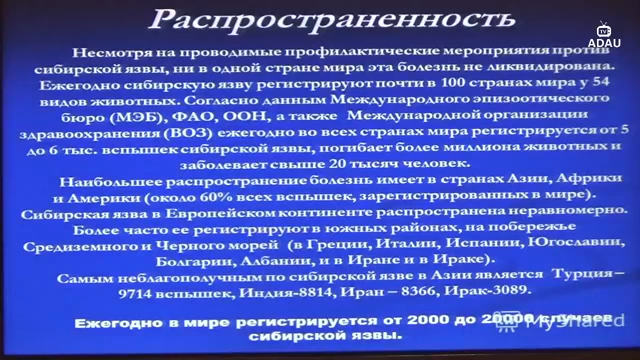 Распространенность
TV
ADAU
Несмотря на проводимые профилактические мероприятия против
сибирской язвы, ни в одной стране мира эта болезнь не ликвидирована.
Ежегодно сибирскую язву регистрируют почти в 100 странах мира у 54
видов животных. Согласно данным Международного эпизоотического
бюро (МЭБ), ФАО, ООН, а также Международной организации
здравоохранения (ВОЗ) ежегодно во всех странах мира регистрируется от 5
до 6 тыс. вспышек сибирской язвы, погибает более миллиона животных и
заболевает свыше 20 тысяч человек.
Наибольшее распространение болезнь имеет в странах Азии, Африки
и Америки (около 60% всех вспышек, зарегистрированных в мире).
Сибирская язва в Европейском континенте распространена неравномерно.
Более часто ее регистрируют в южных районах, на побережье
Средиземного и Черного морей (в Греции, Италии, Испании, Югославии,
Болгарии, Албании, и в Иране и в Ираке).
Самым неблагополучным по сибирской язве в Азии является Турция–
9714 вспышек, Индия-8814, Иран – 8366, Ирак-3089.
Ежегодно в мире регистрируется от 2000 до 20000 случаев
сибирской язвы.
MyShared